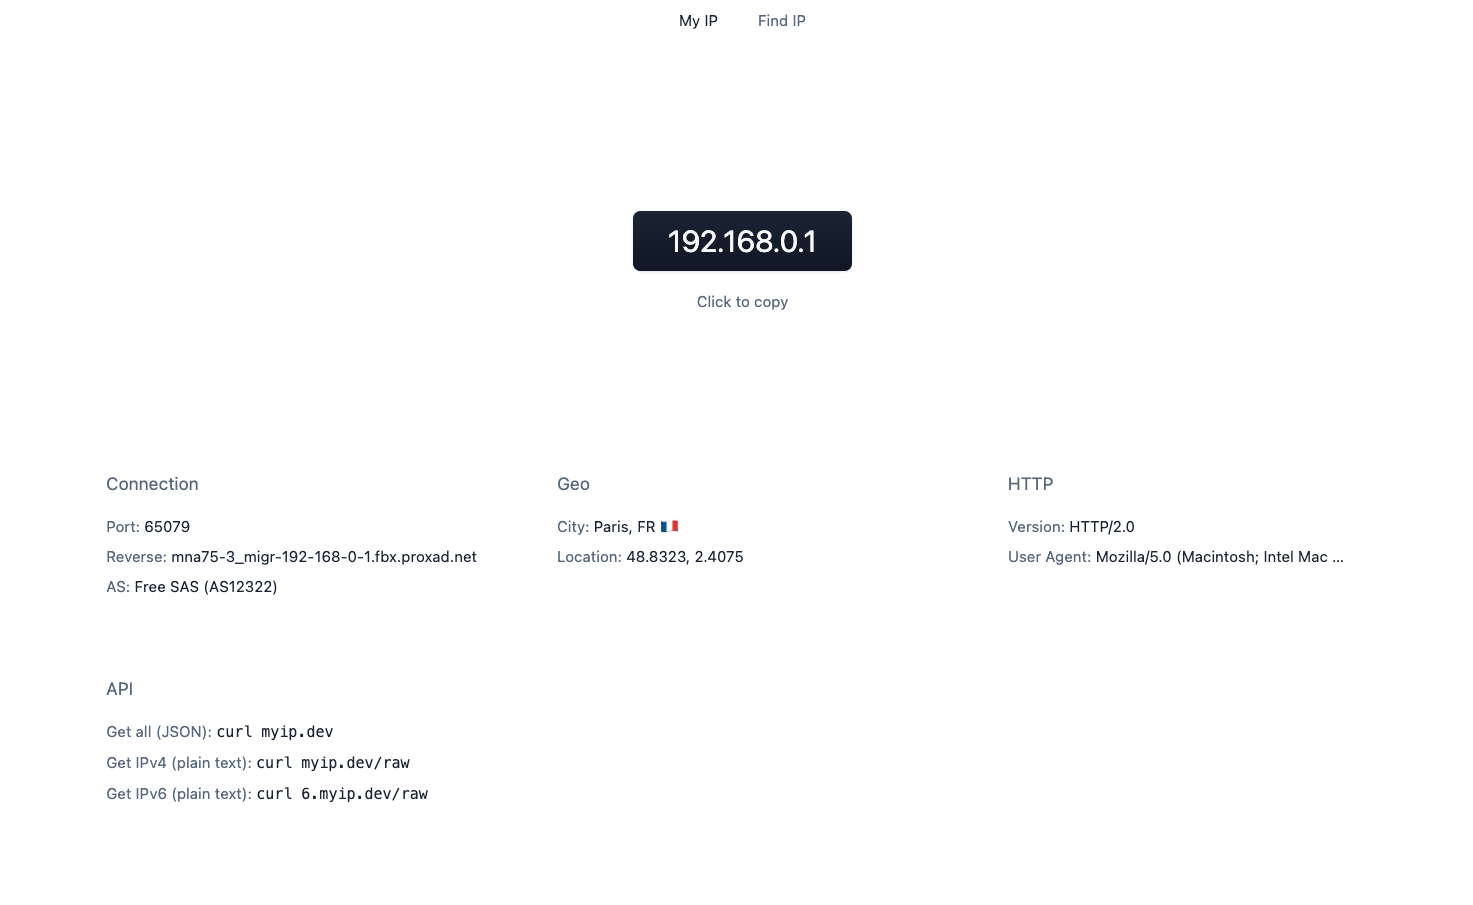 My IP
Find IP
192.168.0.1
Click to copy
Connection
Port: 65079
Reverse: mna75-3_migr-192-168-0-1.fbx.proxad.net
AS: Free SAS (AS12322)
Geo
City: Paris, FR 🇫🇷
Location: 48.8323, 2.4075
HTTP
Version: HTTP/2.0
User Agent: Mozilla/5.0 (Macintosh; Intel Mac ...
API
Get all (JSON): curl myip.dev
Get IPv4 (plain text): curl myip.dev/raw
Get IPv6 (plain text): curl 6.myip.dev/raw